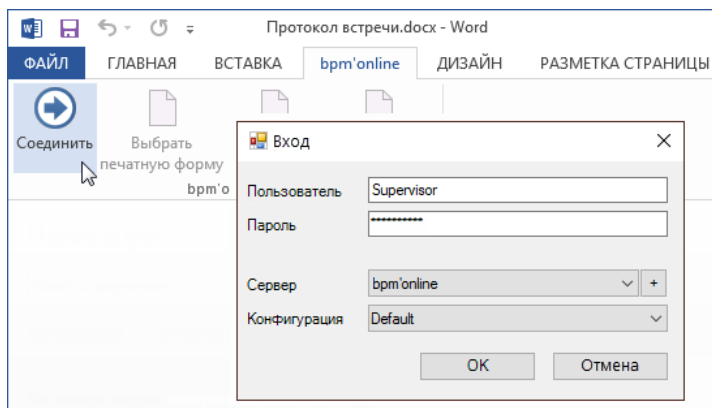 Протокол встречи.docx - Word
ФАЙЛ ГЛАВНАЯ ВСТАВКА bpm'online ДИЗАЙН РАЗМЕТКА СТРАНИЦЫ
Соединить
Выбрать
печатную форму
bpm'o
Вход
Пользователь Supervisor
Пароль **********
Сервер bpm'online +
Конфигурация Default
OK Отмена